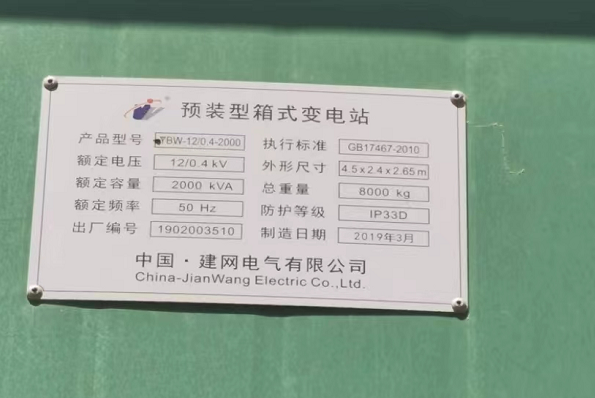 预装型箱式变电站
产品型号 YBW-12/0.4-2000 执行标准 GB17467-2010
额定电压 12/0.4 kV 外形尺寸 4.5x2.4x2.65m
额定容量 2000 kVA 总重量 8000 kg
额定频率 50 Hz 防护等级 IP33D
出厂编号 1902003510 制造日期 2019年3月
中国·建网电气有限公司
China-JianWang Electric Co.,Ltd.